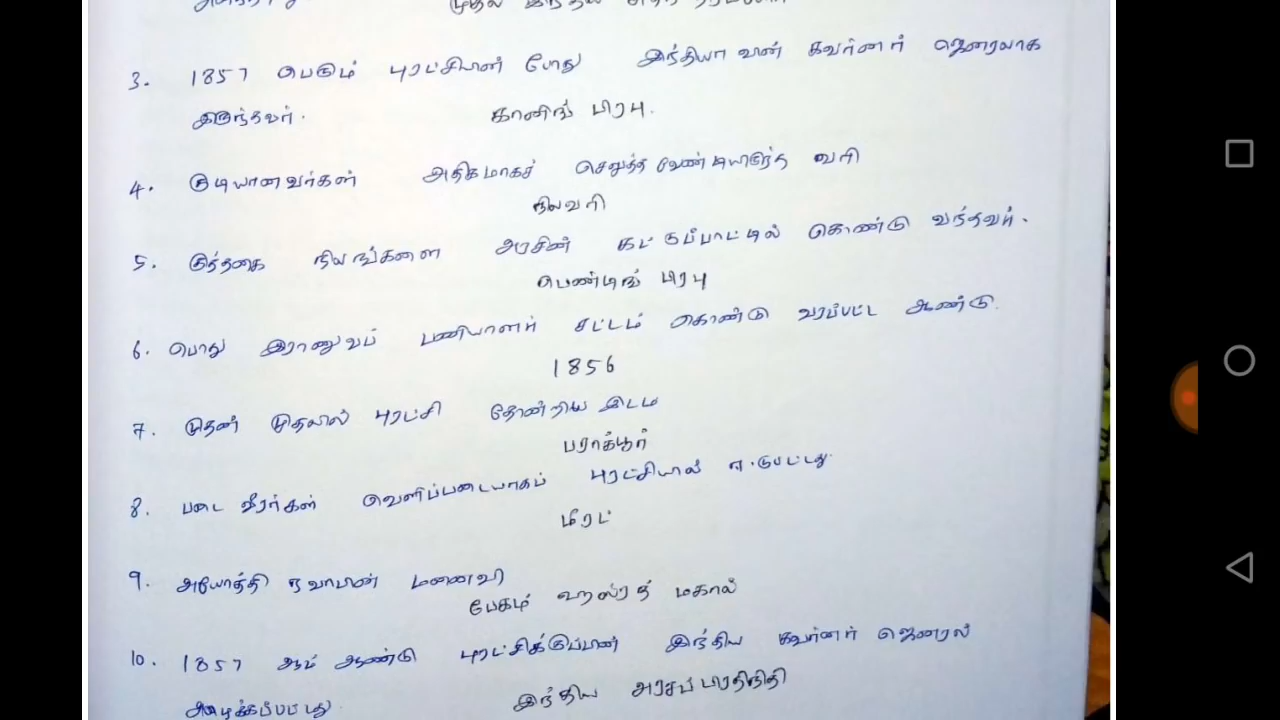 முதல் இந்திய
3. 1857 பெரும் புரட்சியின் போது இந்தியாவின் கவர்னர் ஜெனரலாக
இருந்தவர். கானிங் பிரபு.
4. குடியானவர்கள் அதிகமாகச் செலுத்த வேண்டியிருந்த வரி
நிலவரி
5. குத்தகை நிலங்களை அரசின் கட்டுப்பாட்டில் கொண்டு வந்தவர்.
பெண்டிங் பிரபு
6. பொது இராணுவப் பணியாளர் சட்டம் கொண்டு வரப்பட்ட ஆண்டு.
1856
7. முதன் முதலில் புரட்சி தோன்றிய இடம்
பராக்பூர்
8. படை வீரர்கள் வெளிப்படையாகப் புரட்சியில் ஈடுபட்டது.
மீரட்
9. அயோத்தி நவாபின் மனைவி
பேகம் ஹஸ்ரத் மகால்
10. 1857 ஆம் ஆண்டு புரட்சிக்குப்பின் இந்திய கவர்னர் ஜெனரல்
அழைக்கப்பட்டது. இந்திய அரசப்பிரதிநிதி